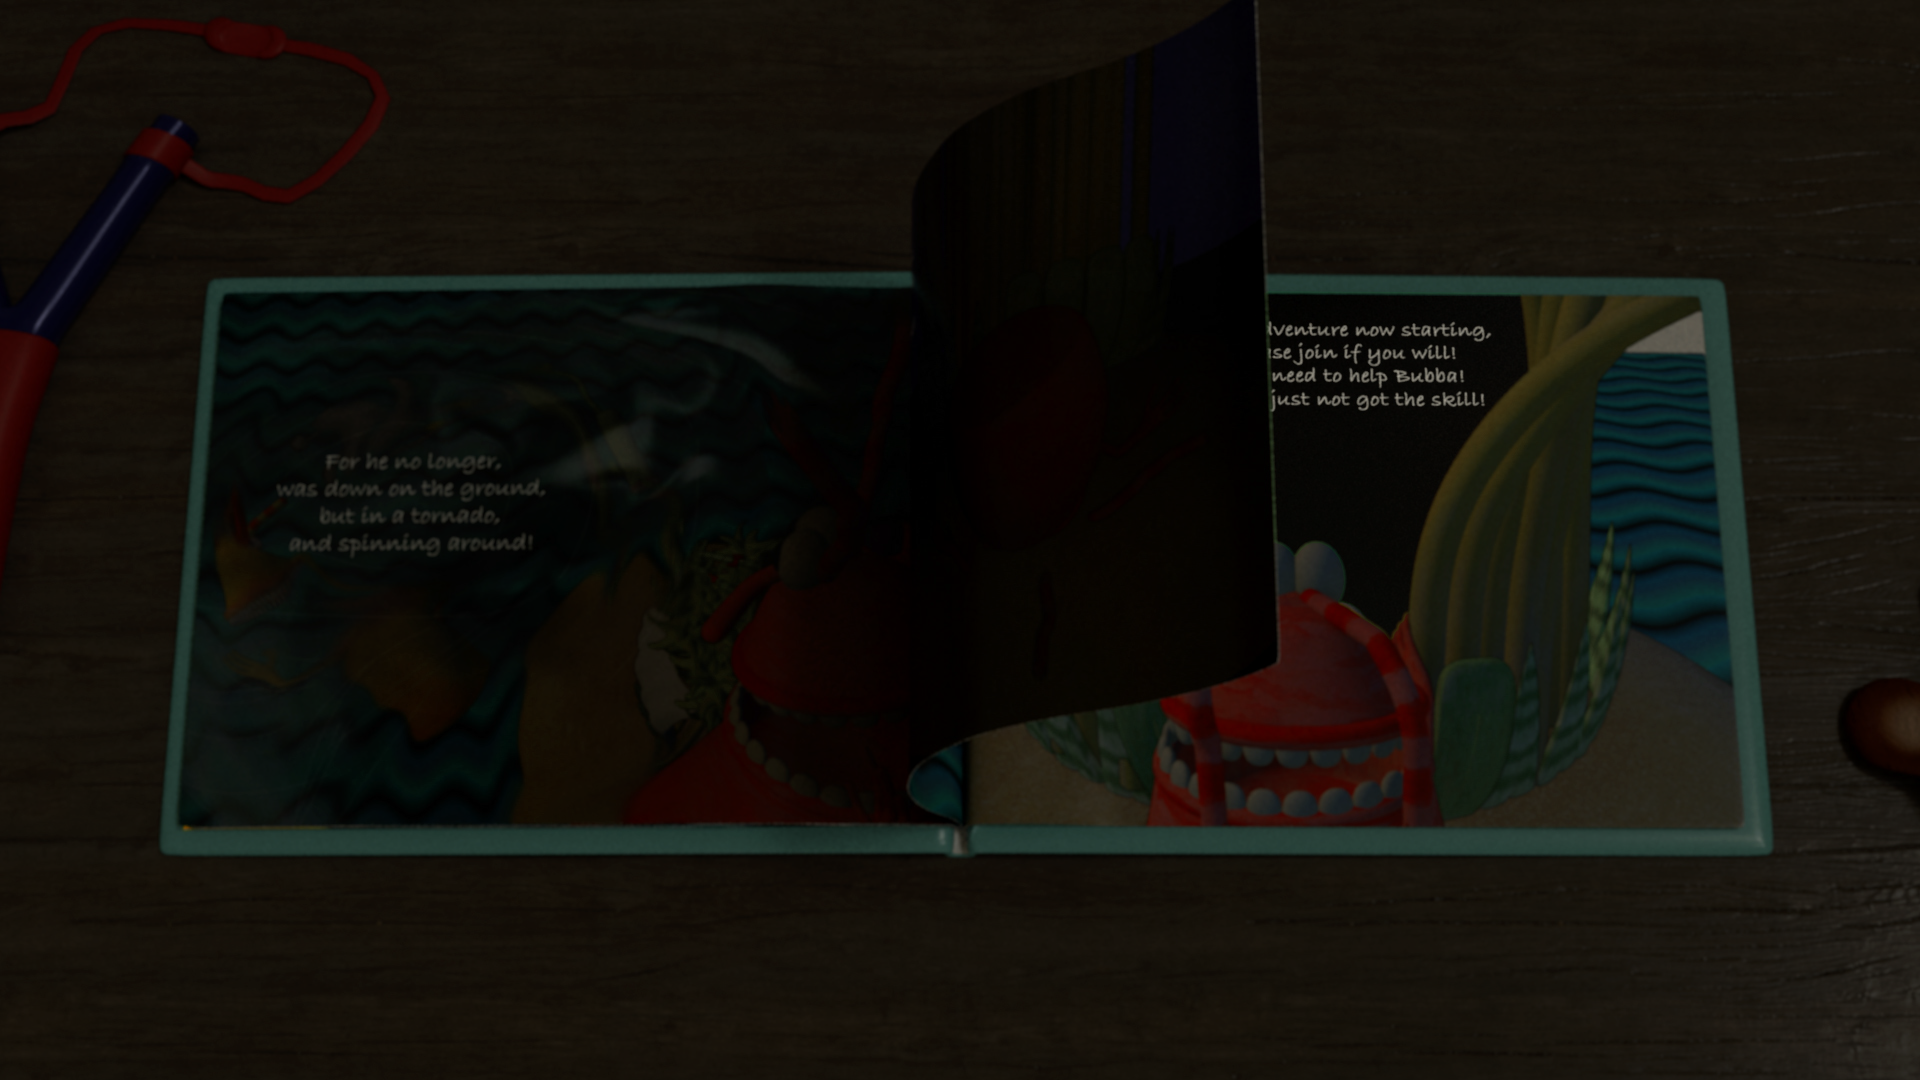 For he no longer,
was down on the ground,
but in a tornado,
and spinning around!
dventure now starting,
se join if you will!
need to help Bubba!
just not got the skill!